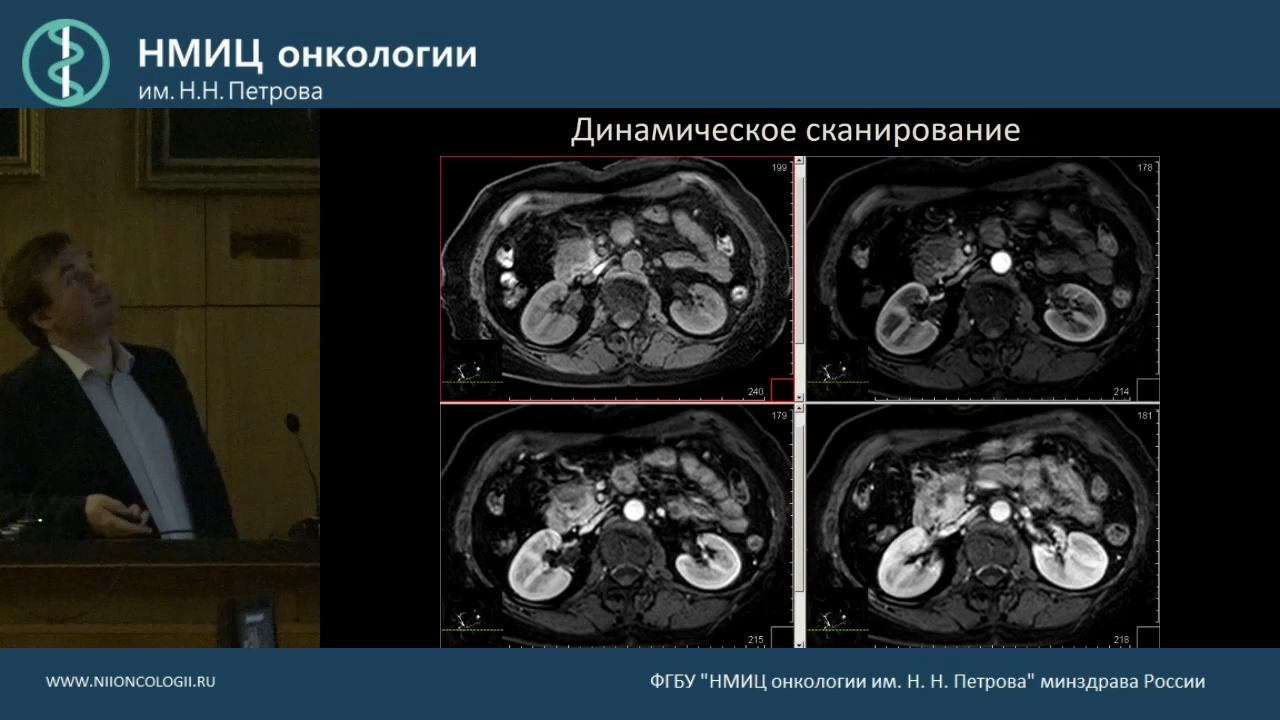 НМИЦ онкологии
им. Н.Н. Петрова
Динамическое сканирование
199
178
240
214
179
181
215
218
WWW.NIIONCOLOGII.RU
ФГБУ "НМИЦ онкологии им. Н. Н. Петрова" минздрава России